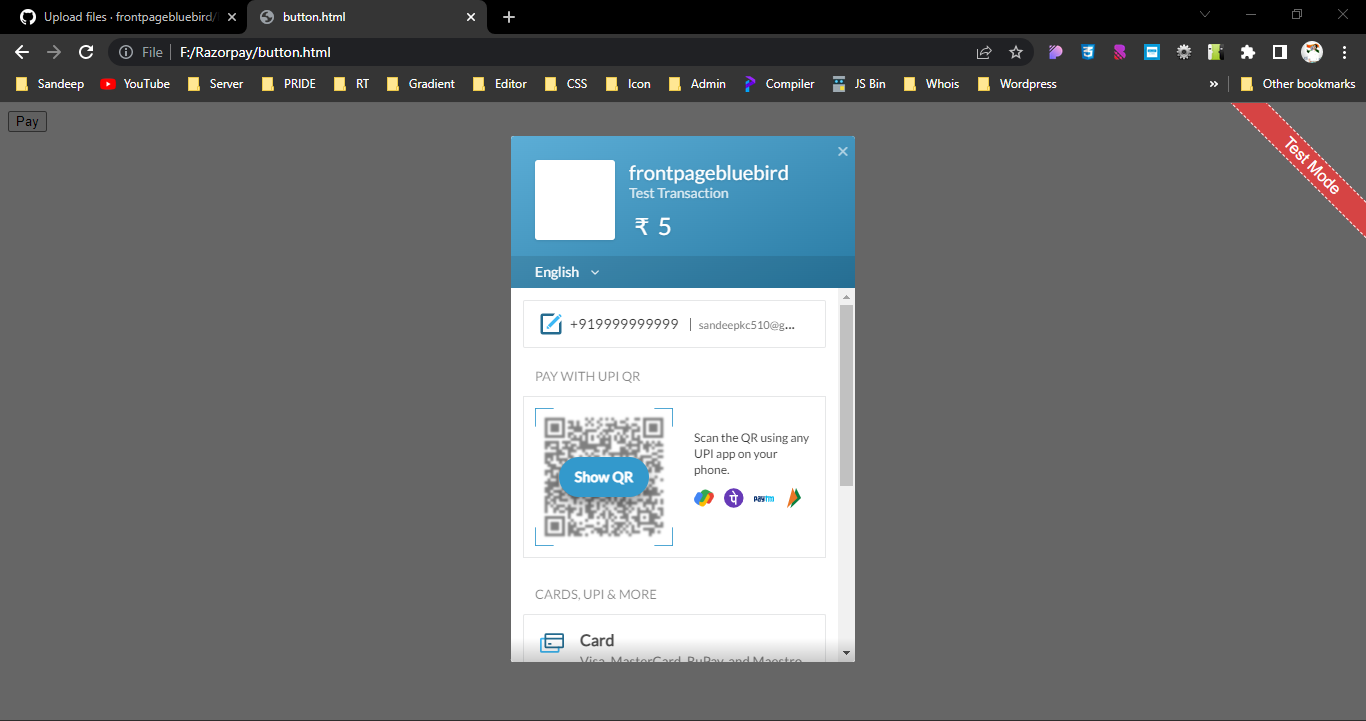 Upload files · frontpagebluebird/
button.html
File
F:/Razorpay/button.html
Sandeep
YouTube
Server
PRIDE
RT
Gradient
Editor
CSS
Icon
Admin
Compiler
JS Bin
Whois
Wordpress
»
Other bookmarks
Pay
Test Mode
frontpagebluebird
Test Transaction
₹ 5
English
+919999999999 | sandeepkc510@g...
PAY WITH UPI QR
Show QR
Scan the QR using any
UPI app on your
phone.
paytm
CARDS, UPI & MORE
Card
Visa, MasterCard, RuPay, and Maestro